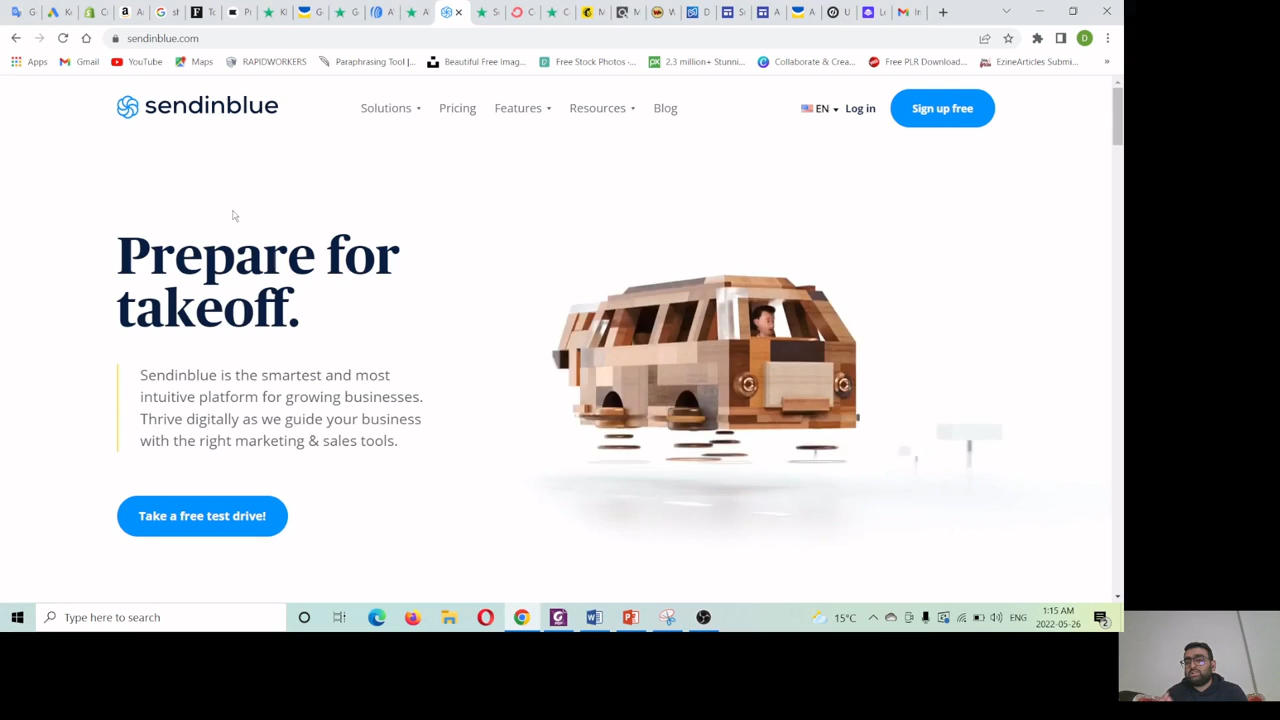 sendinblue.com
Apps
Gmail
YouTube
Maps
RAPIDWORKERS
Paraphrasing Tool |...
Beautiful Free Imag...
Free Stock Photos ·...
2.3 million+ Stunni...
Collaborate & Crea...
Free PLR Download...
EzineArticles Submi...
sendinblue
Solutions
Pricing
Features
Resources
Blog
EN
Log in
Sign up free
Prepare for
takeoff.
Sendinblue is the smartest and most
intuitive platform for growing businesses.
Thrive digitally as we guide your business
with the right marketing & sales tools.
Take a free test drive!
Type here to search
15°C
ENG
1:15 AM
2022-05-26